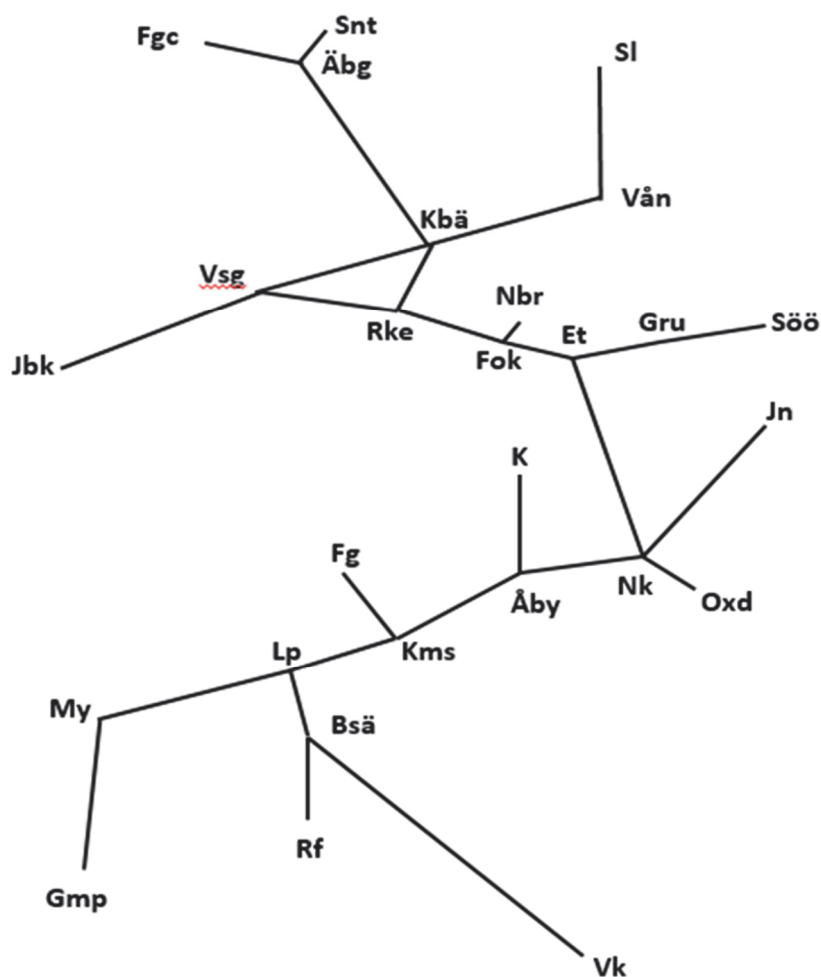 Snt
Fgc
Äbg
Sl
Vån
Kbä
Vsg
Nbr
Gru
Söö
Rke
Et
Fok
Jbk
Jn
K
Fg
Nk
Oxd
Åby
Lp
Kms
My
Bsä
Rf
Gmp
Vk